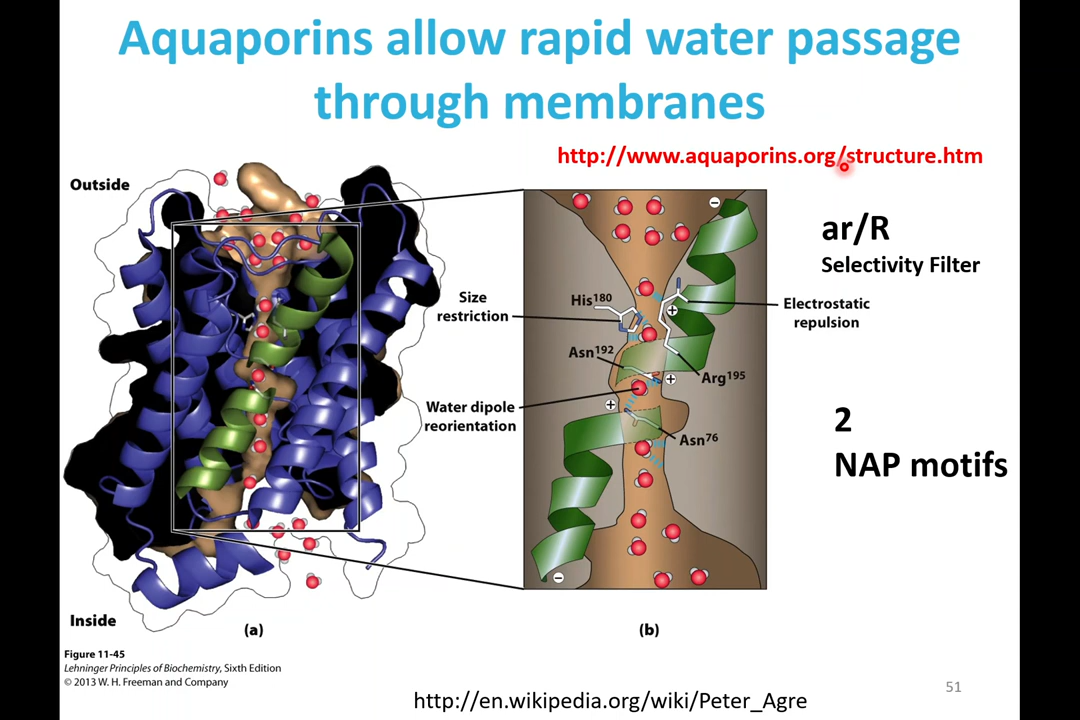 Aquaporins allow rapid water passage
through membranes
http://www.aquaporins.org/structure.htm
Outside
ar/R
Selectivity Filter
Size
restriction
His180
Electrostatic
repulsion
Asn192
Arg195
Water dipole
reorientation
Asn76
2
NAP motifs
+
+
+
−
−
Inside
(a)
(b)
Figure 11-45
Lehninger Principles of Biochemistry, Sixth Edition
© 2013 W. H. Freeman and Company
51
http://en.wikipedia.org/wiki/Peter_Agre